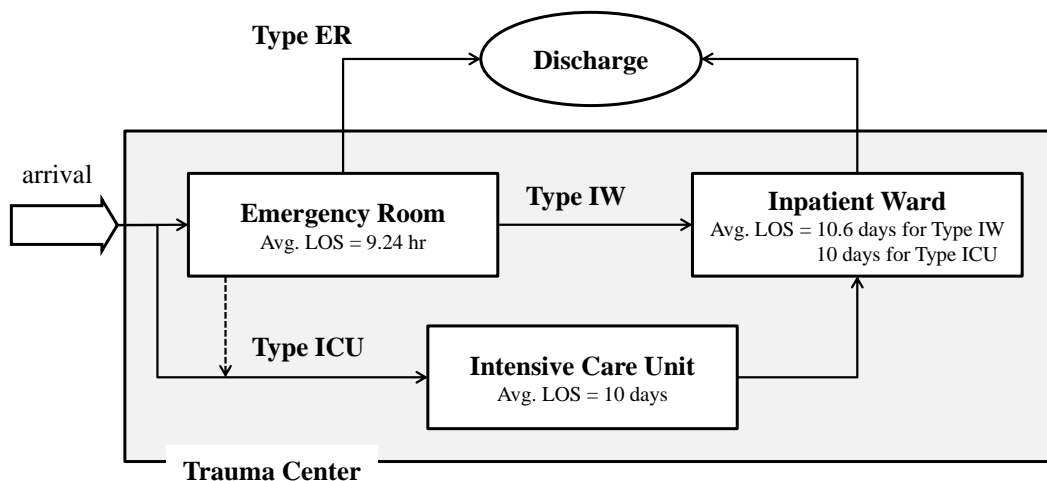 Type ER
Discharge
arrival
Emergency Room
Avg. LOS = 9.24 hr
Type IW
Inpatient Ward
Avg. LOS = 10.6 days for Type IW
10 days for Type ICU
Type ICU
Intensive Care Unit
Avg. LOS = 10 days
Trauma Center